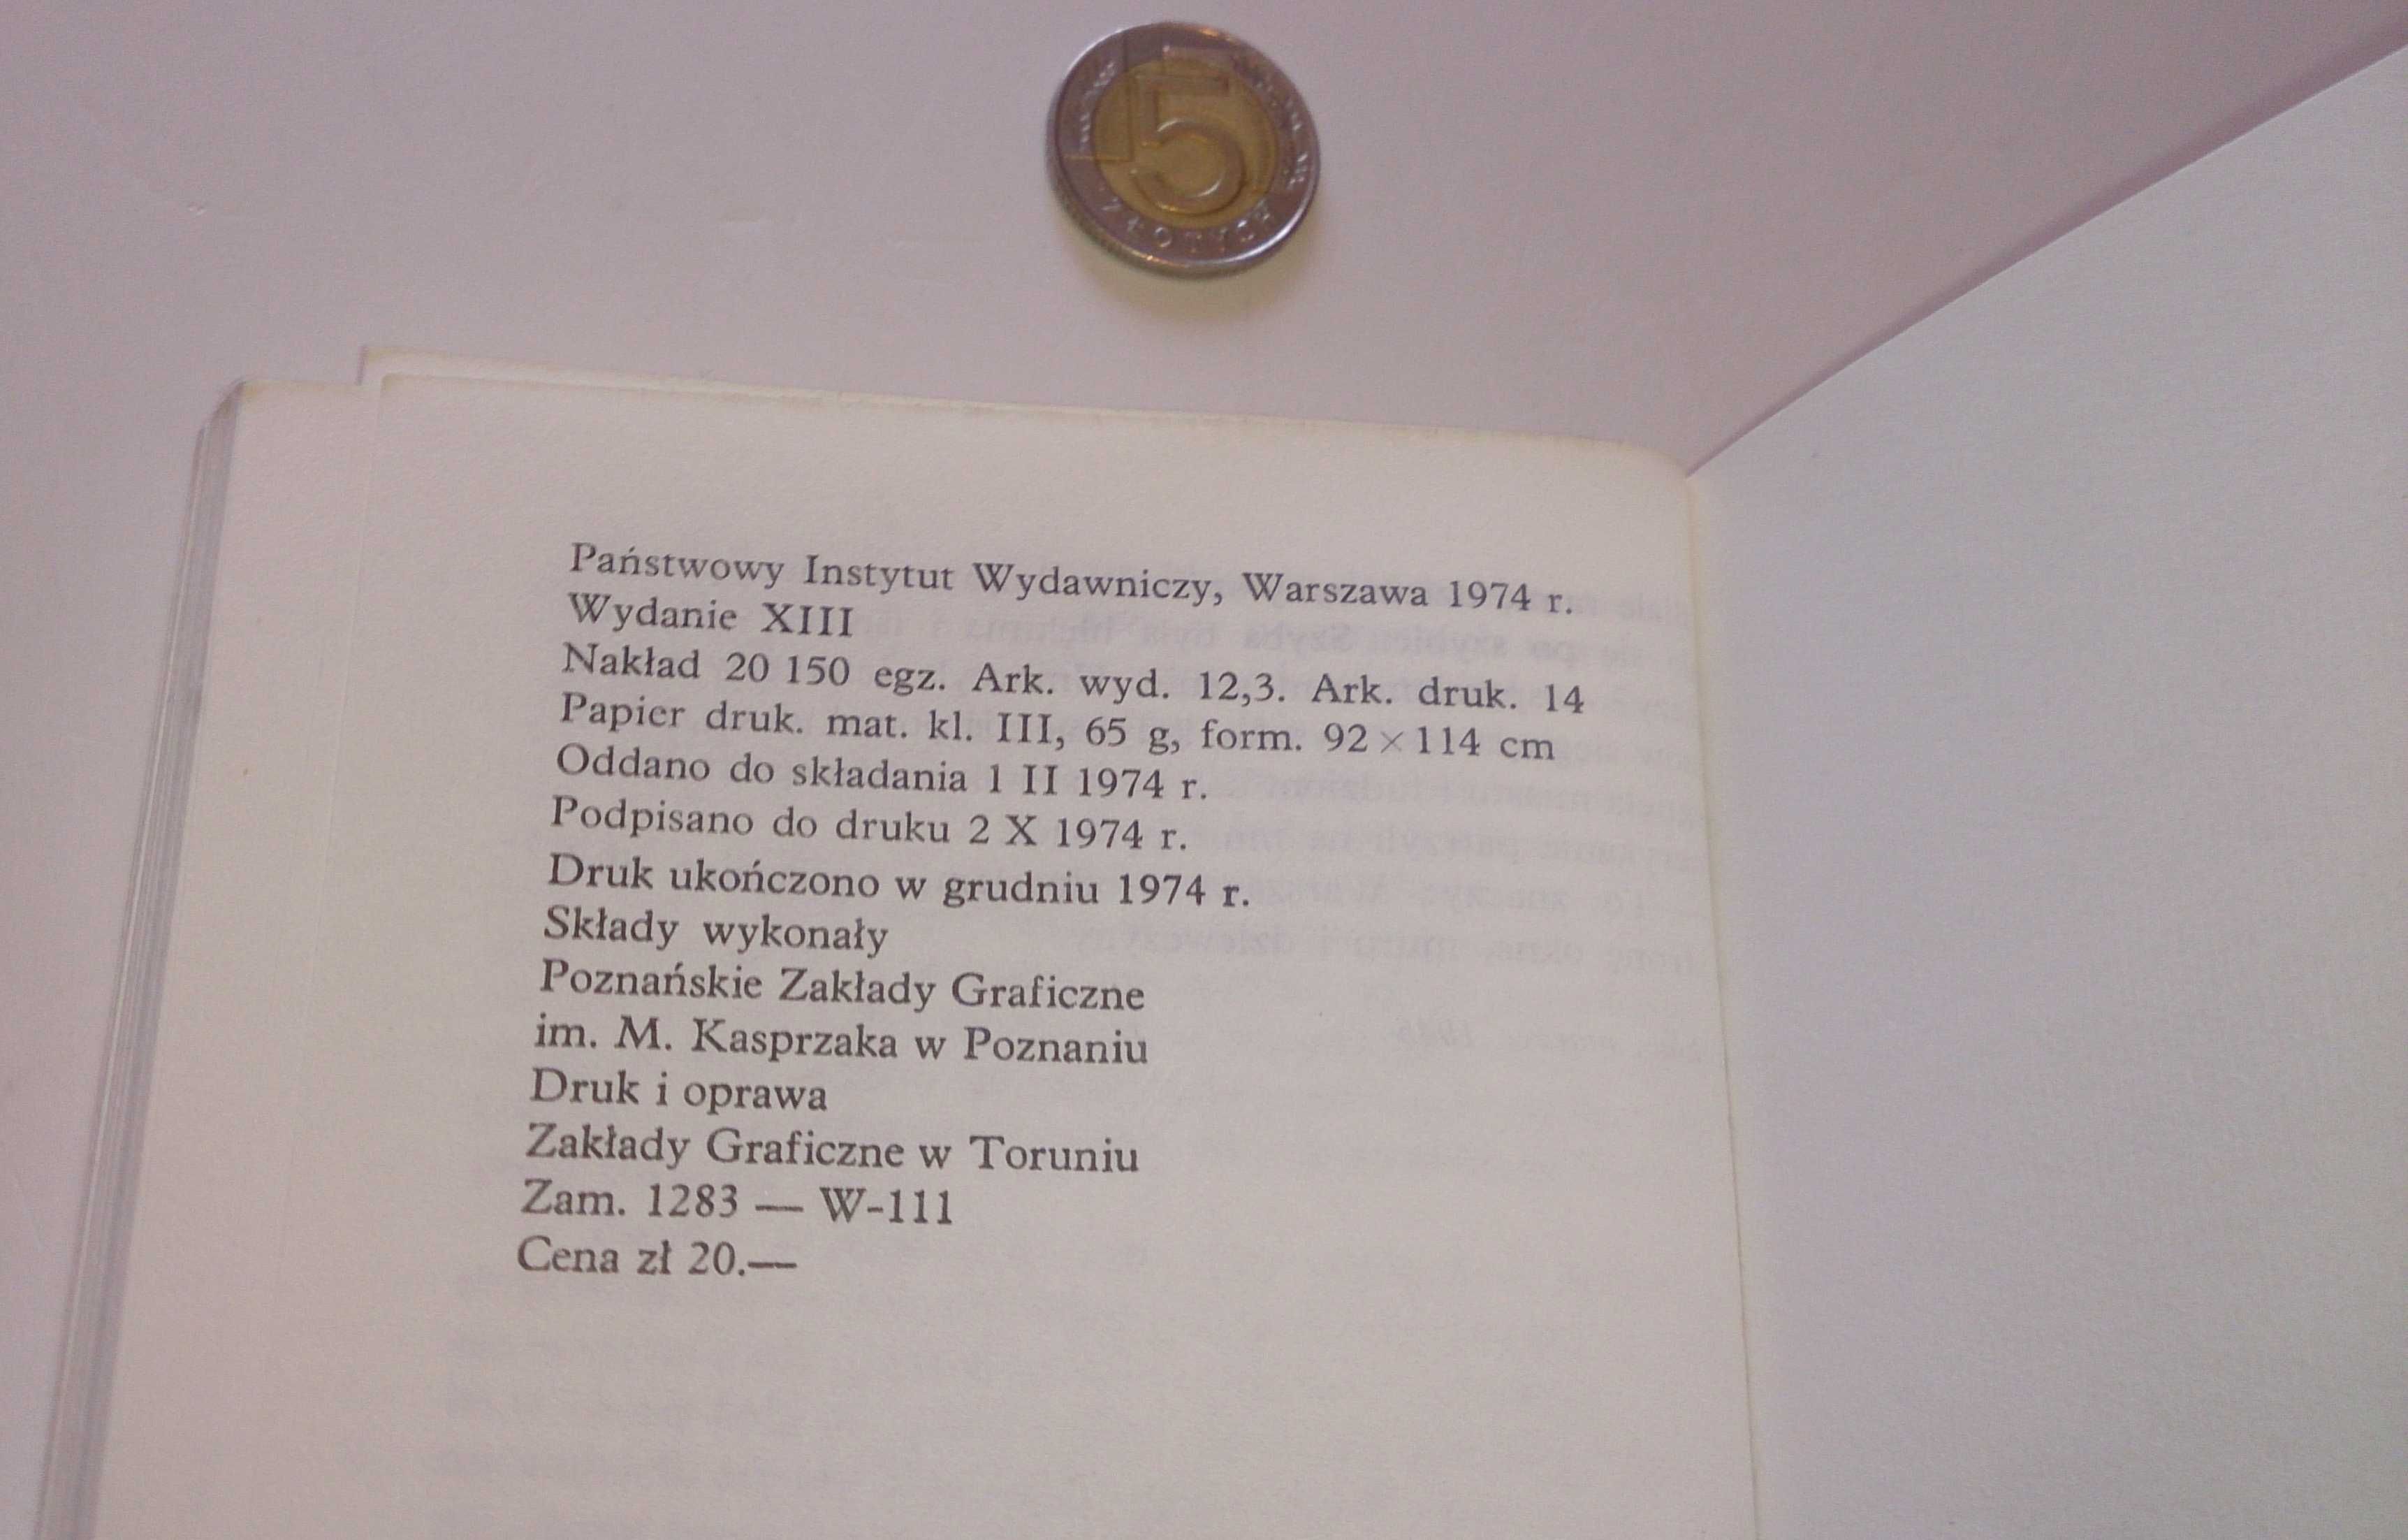 5
ZŁOTYCH
Państwowy Instytut Wydawniczy, Warszawa 1974 r.
Wydanie XIII
Nakład 20 150 egz. Ark. wyd. 12,3. Ark. druk. 14
Papier druk. mat. kl. III, 65 g, form. 92 × 114 cm
Oddano do składania 1 II 1974 r.
Podpisano do druku 2 X 1974 r.
Druk ukończono w grudniu 1974 r.
Składy wykonały
Poznańskie Zakłady Graficzne
im. M. Kasprzaka w Poznaniu
Druk i oprawa
Zakłady Graficzne w Toruniu
Zam. 1283 — W-111
Cena zł 20.—